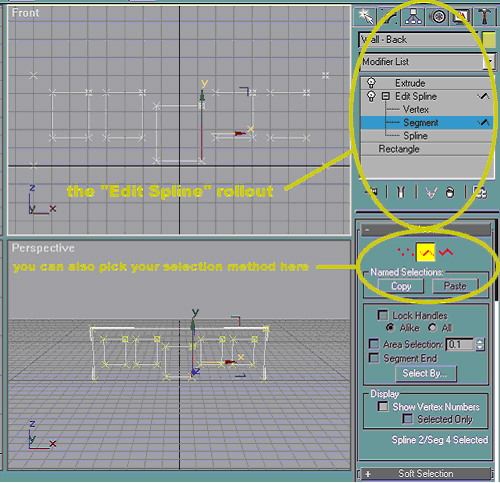 Front
y
x
z
y
x
the "Edit Spline" rollout
Perspective
you can also pick your selection method here
y
x
z
z
y
x
Wall - Back
Modifier List
Extrude
Edit Spline
Vertex
Segment
Spline
Rectangle
-
Named Selections:
Copy
Paste
Lock Handles
Alike
All
Area Selection:
0.1
Segment End
Select By...
Display
Show Vertex Numbers
Selected Only
Spline 2/Seg 4 Selected
+ Soft Selection